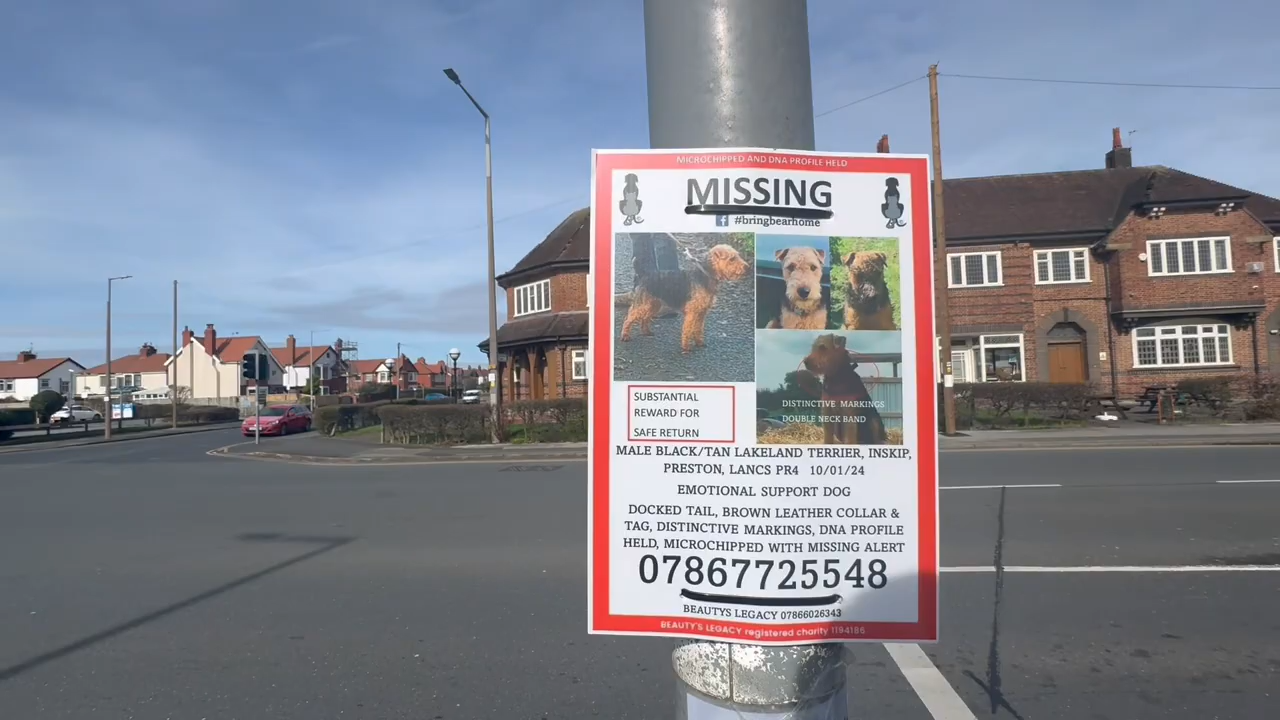 MICROCHIPPED AND DNA PROFILE HELD
MISSING
#bringbearhome
SUBSTANTIAL
REWARD FOR
SAFE RETURN
DISTINCTIVE MARKINGS
DOUBLE NECK BAND
MALE BLACK/TAN LAKELAND TERRIER, INSKIP,
PRESTON, LANCS PR4 10/01/24
EMOTIONAL SUPPORT DOG
DOCKED TAIL, BROWN LEATHER COLLAR &
TAG, DISTINCTIVE MARKINGS, DNA PROFILE
HELD, MICROCHIPPED WITH MISSING ALERT
07867725548
BEAUTYS LEGACY 07866026343
BEAUTY'S LEGACY registered charity 1194186